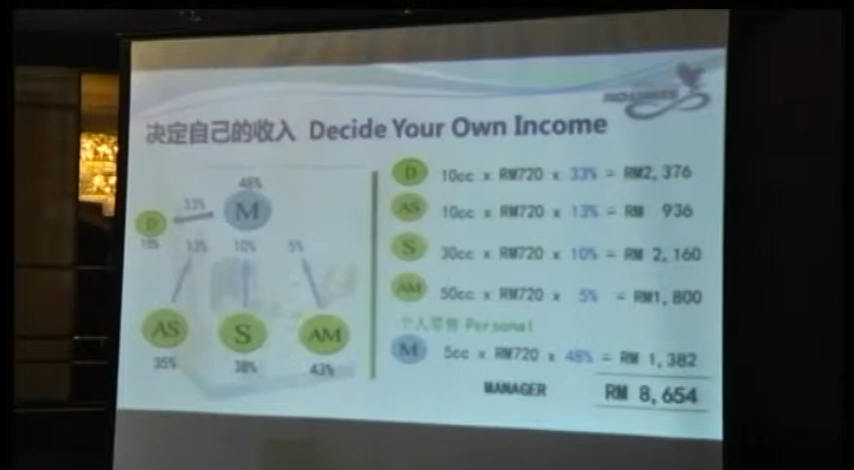 决定自己的收入 Decide Your Own Income
48%
33%
D
M
15%
13%
10%
5%
AS
S
AM
35%
38%
43%
D 10cc x RM720 x 33% = RM2,376
AS 10cc x RM720 x 13% = RM 936
S 30cc x RM720 x 10% = RM 2,160
AM 50cc x RM720 x 5% = RM1,800
个人零售 Personal
M 5cc x RM720 x 48% = RM 1,382
MANAGER RM 8,654